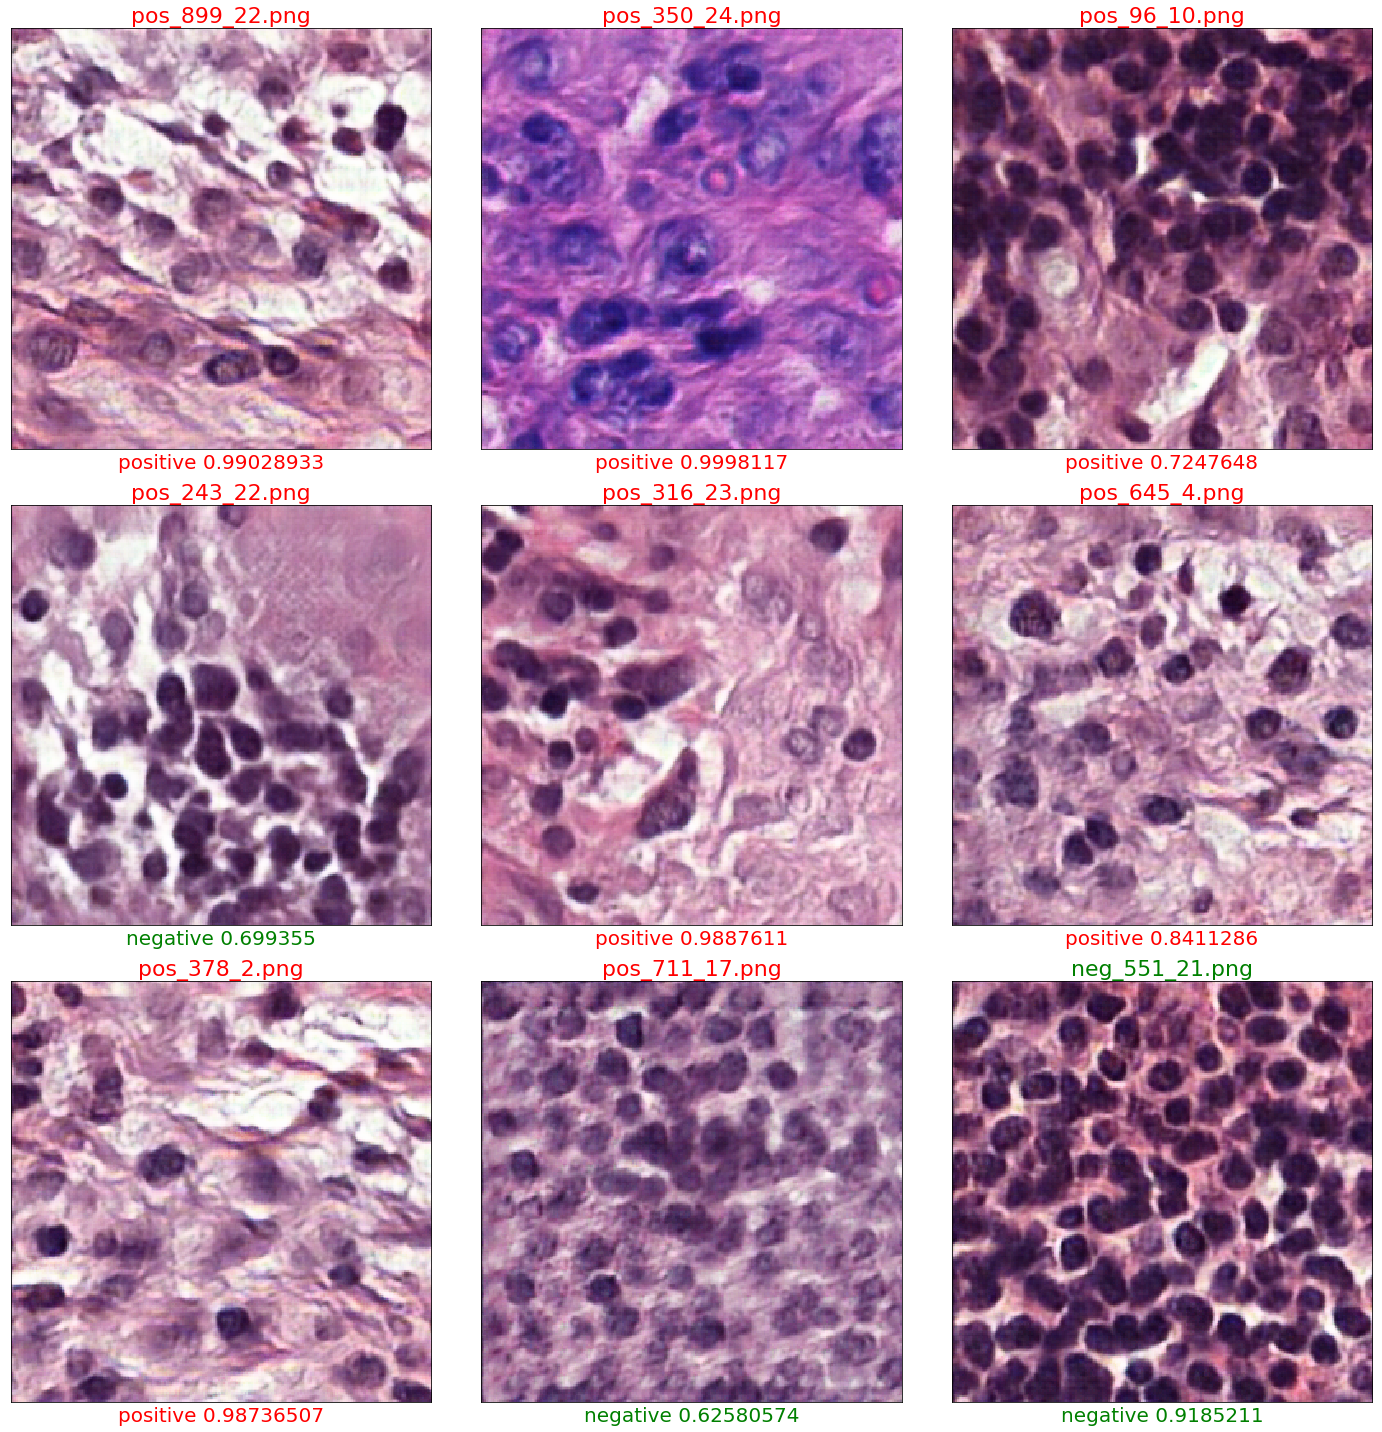 pos_899_22.png
pos_350_24.png
pos_96_10.png
positive 0.99028933
positive 0.9998117
positive 0.7247648
pos_243_22.png
pos_316_23.png
pos_645_4.png
negative 0.699355
positive 0.9887611
positive 0.8411286
pos_378_2.png
pos_711_17.png
neg_551_21.png
positive 0.98736507
negative 0.62580574
negative 0.9185211